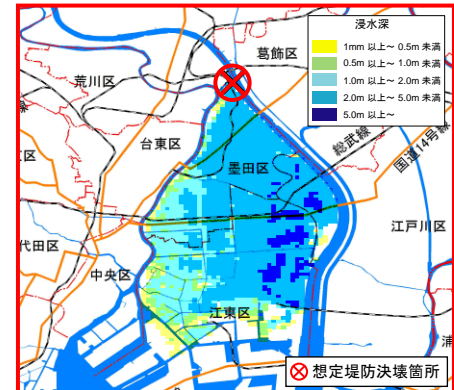 浸水深
1mm 以上～ 0.5m 未満
0.5m 以上～ 1.0m 未満
1.0m 以上～ 2.0m 未満
2.0m 以上～ 5.0m 未満
5.0m 以上～
葛飾区
荒川区
台東区
墨田区
総武線
国道14号線
江戸川区
代田区
中央区
江東区
浦
想定堤防決壊箇所